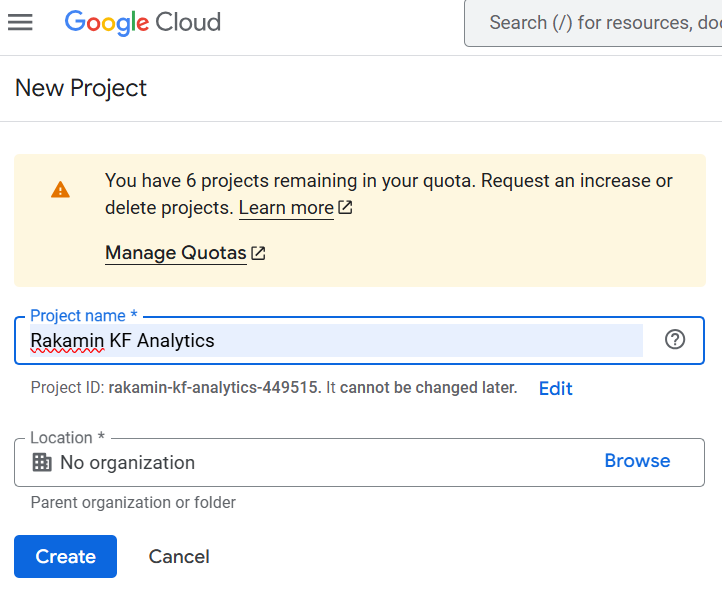 Google Cloud
Search (/) for resources, doc
New Project
You have 6 projects remaining in your quota. Request an increase or
delete projects. Learn more
Manage Quotas
Project name *
Rakamin KF Analytics
Project ID: rakamin-kf-analytics-449515. It cannot be changed later. Edit
Location *
No organization Browse
Parent organization or folder
Create Cancel